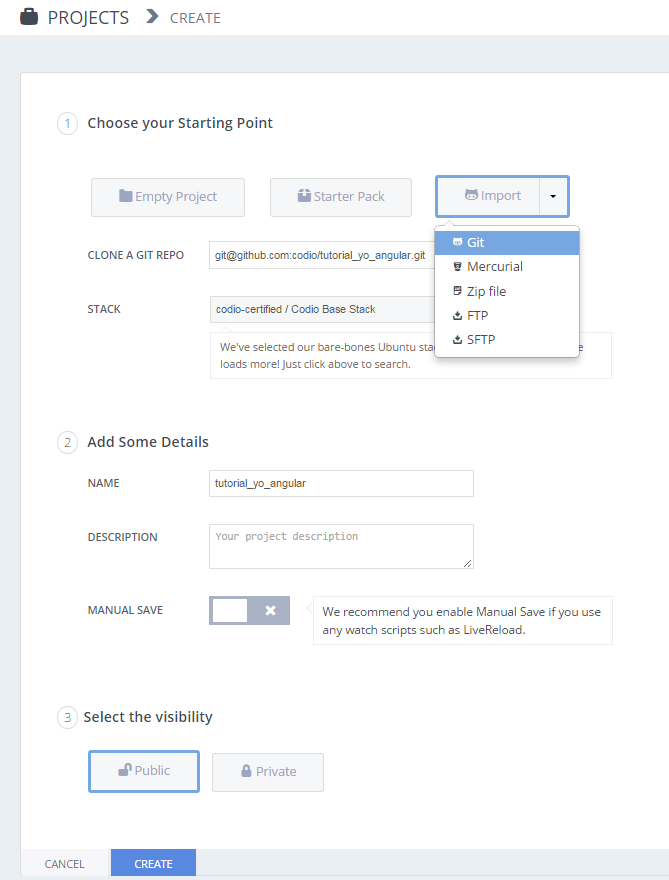 PROJECTS CREATE
1 Choose your Starting Point
Empty Project Starter Pack Import
CLONE A GIT REPO git@github.com:codio/tutorial_yo_angular.git
Git
Mercurial
Zip file
FTP
SFTP
STACK codio-certified / Codio Base Stack
We've selected our bare-bones Ubuntu
loads more! Just click above to search.
2 Add Some Details
NAME tutorial_yo_angular
DESCRIPTION Your project description
MANUAL SAVE
We recommend you enable Manual Save if you use
any watch scripts such as LiveReload.
3 Select the visibility
Public Private
CANCEL CREATE